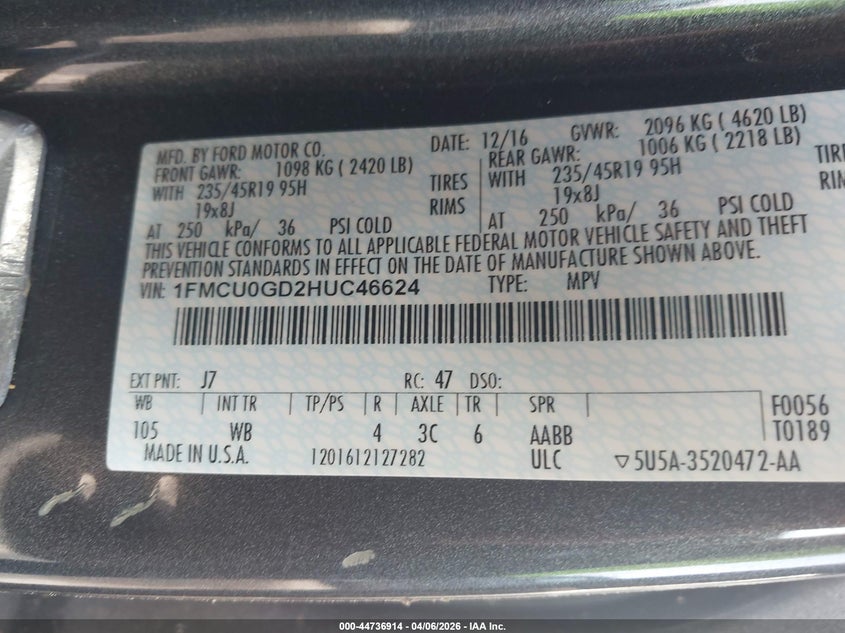 MFD. BY FORD MOTOR CO. DATE: 12/16 GVWR: 2096 KG ( 4620 LB)
FRONT GAWR: 1098 KG ( 2420 LB) REAR GAWR: 1006 KG ( 2218 LB)
WITH 235/45R19 95H TIRES WITH 235/45R19 95H TIRE
19x8J RIMS 19x8J RIM
AT 250 kPa/ 36 PSI COLD AT 250 kPa/ 36 PSI COLD
THIS VEHICLE CONFORMS TO ALL APPLICABLE FEDERAL MOTOR VEHICLE SAFETY AND THEFT
PREVENTION STANDARDS IN EFFECT ON THE DATE OF MANUFACTURE SHOWN ABOVE.
VIN: 1FMCU0GD2HUC46624 TYPE: MPV
EXT PNT: J7 RC: 47 DSO:
WB INT TR TP/PS R AXLE TR SPR F0056
105 WB 4 3C 6 AABB T0189
MADE IN U.S.A. 1201612127282 ULC ▽5U5A-3520472-AA
000-44736914 | 04/06/2026 - IAA Inc.